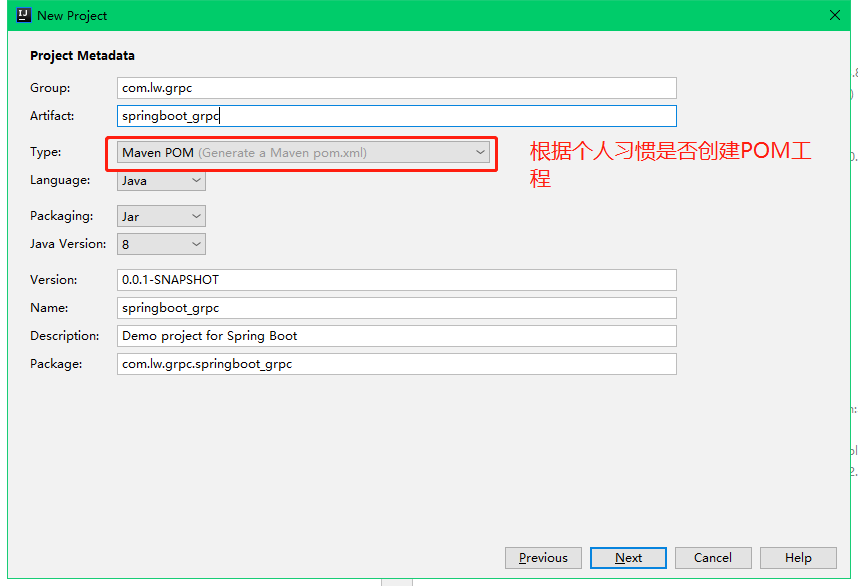 New Project
Project Metadata
Group: com.lw.grpc
Artifact: springboot_grpc
Type: Maven POM (Generate a Maven pom.xml)
根据个人习惯是否创建POM工
程
Language: Java
Packaging: Jar
Java Version: 8
Version: 0.0.1-SNAPSHOT
Name: springboot_grpc
Description: Demo project for Spring Boot
Package: com.lw.grpc.springboot_grpc
Previous Next Cancel Help